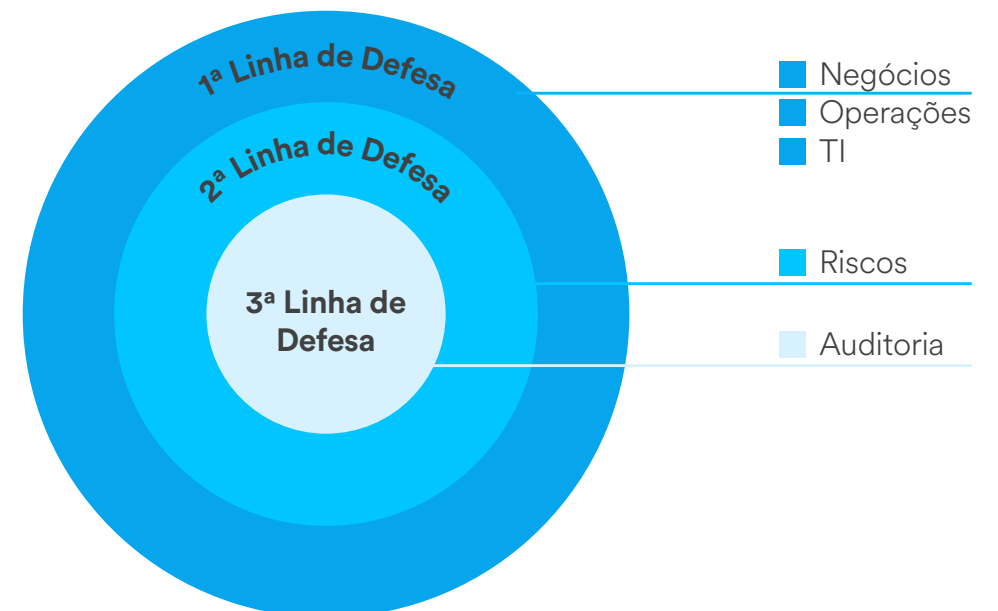 1ª Linha de Defesa
2ª Linha de Defesa
3ª Linha de
Defesa
Negócios
Operações
TI
Riscos
Auditoria